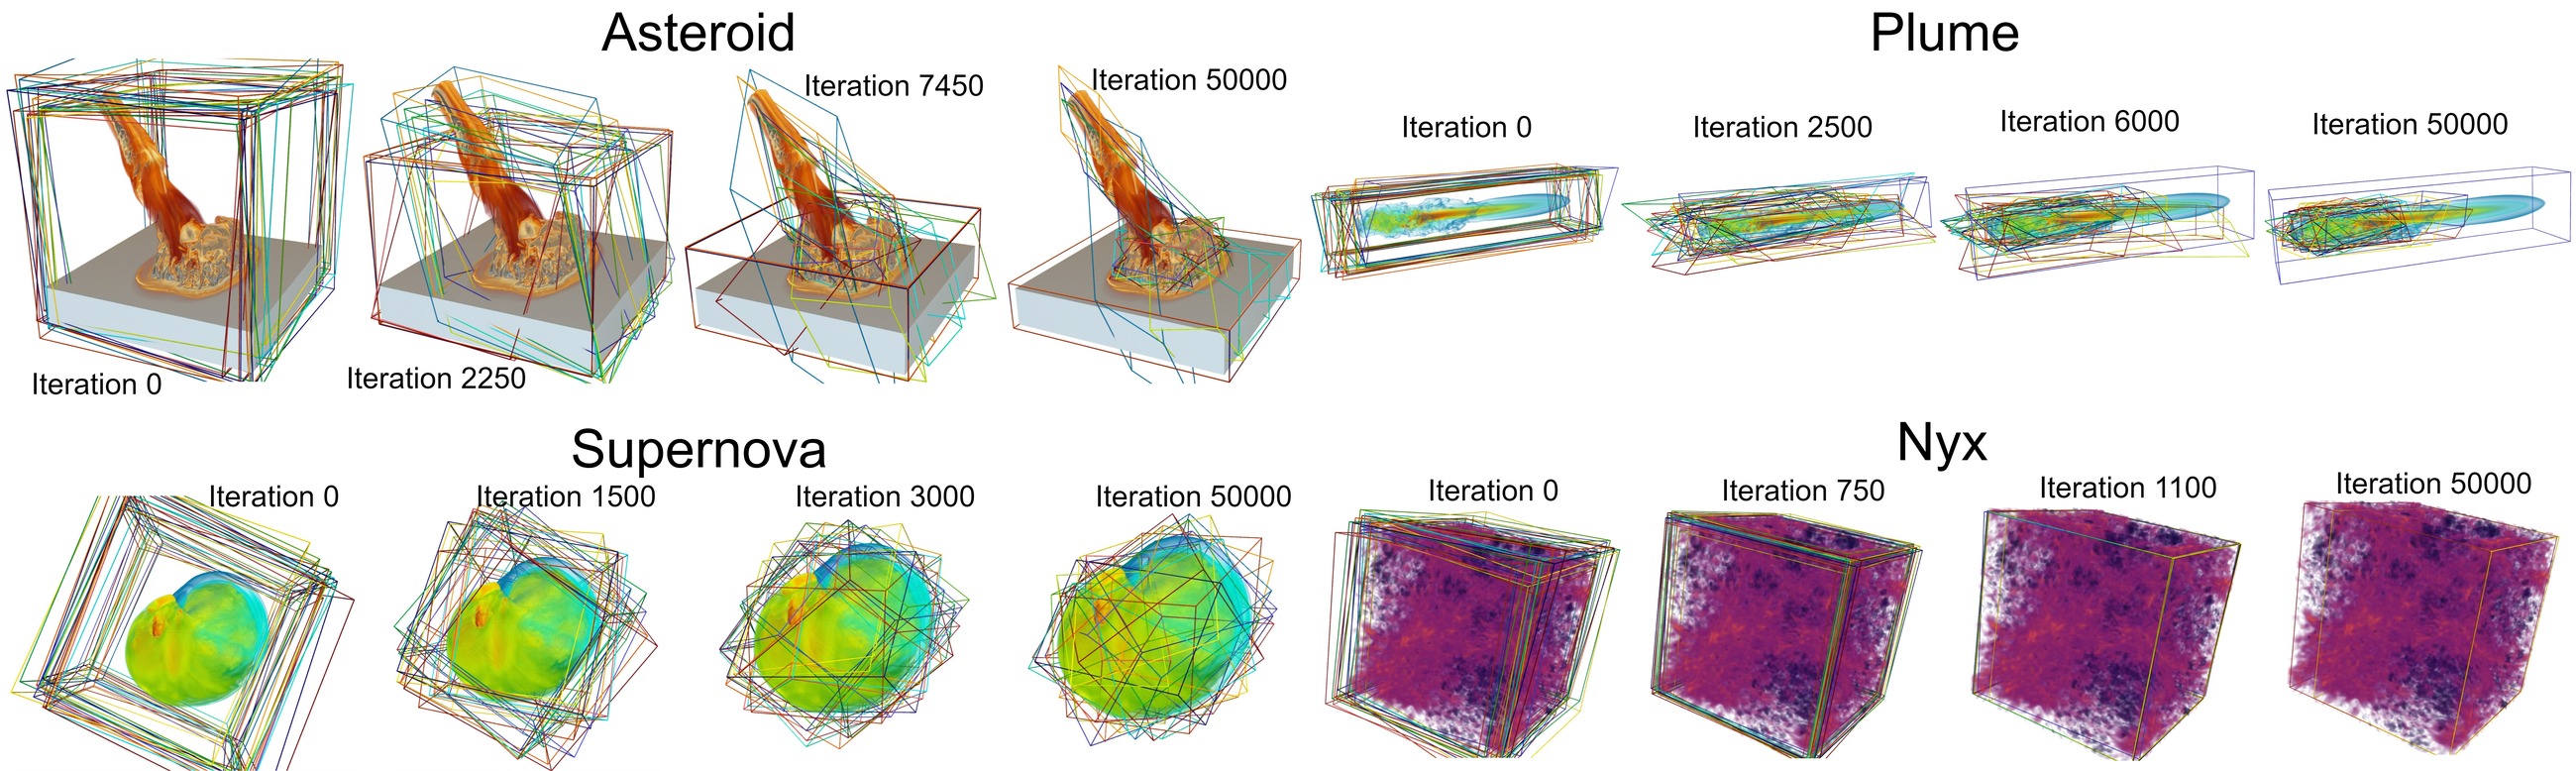 Asteroid
Iteration 0
Iteration 2250
Iteration 7450
Iteration 50000
Plume
Iteration 0
Iteration 2500
Iteration 6000
Iteration 50000
Supernova
Iteration 0
Iteration 1500
Iteration 3000
Iteration 50000
Nyx
Iteration 0
Iteration 750
Iteration 1100
Iteration 50000